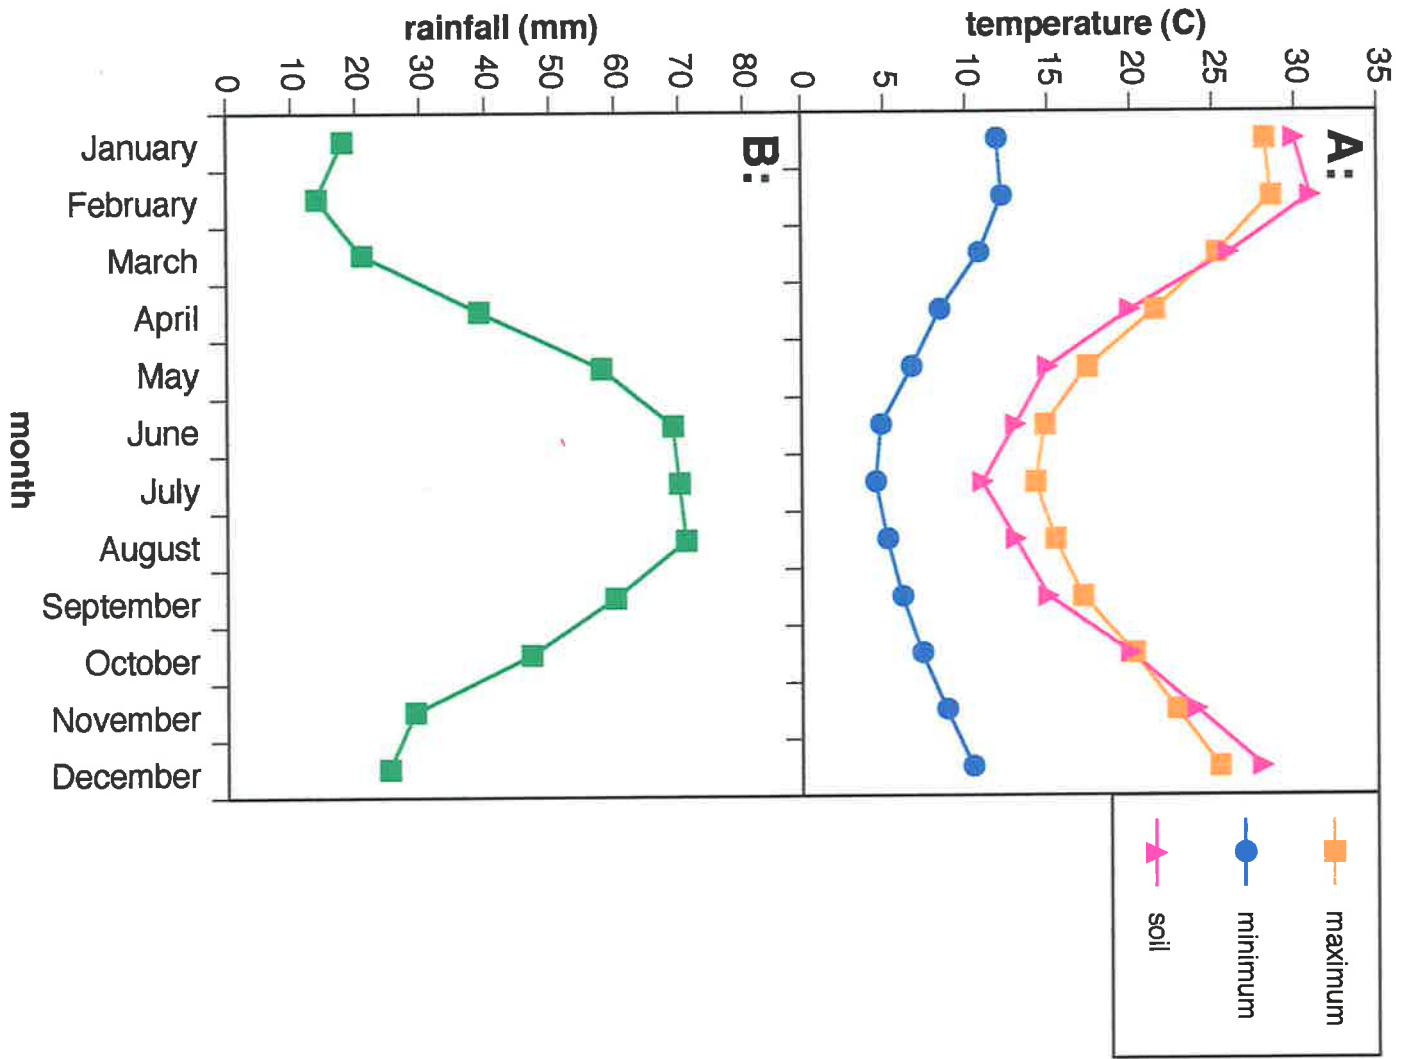 A:
temperature (C)
35
30
25
20
15
10
5
0
maximum
minimum
soil
B:
rainfall (mm)
80
70
60
50
40
30
20
10
0
January
February
March
April
May
June
July
August
September
October
November
December
month